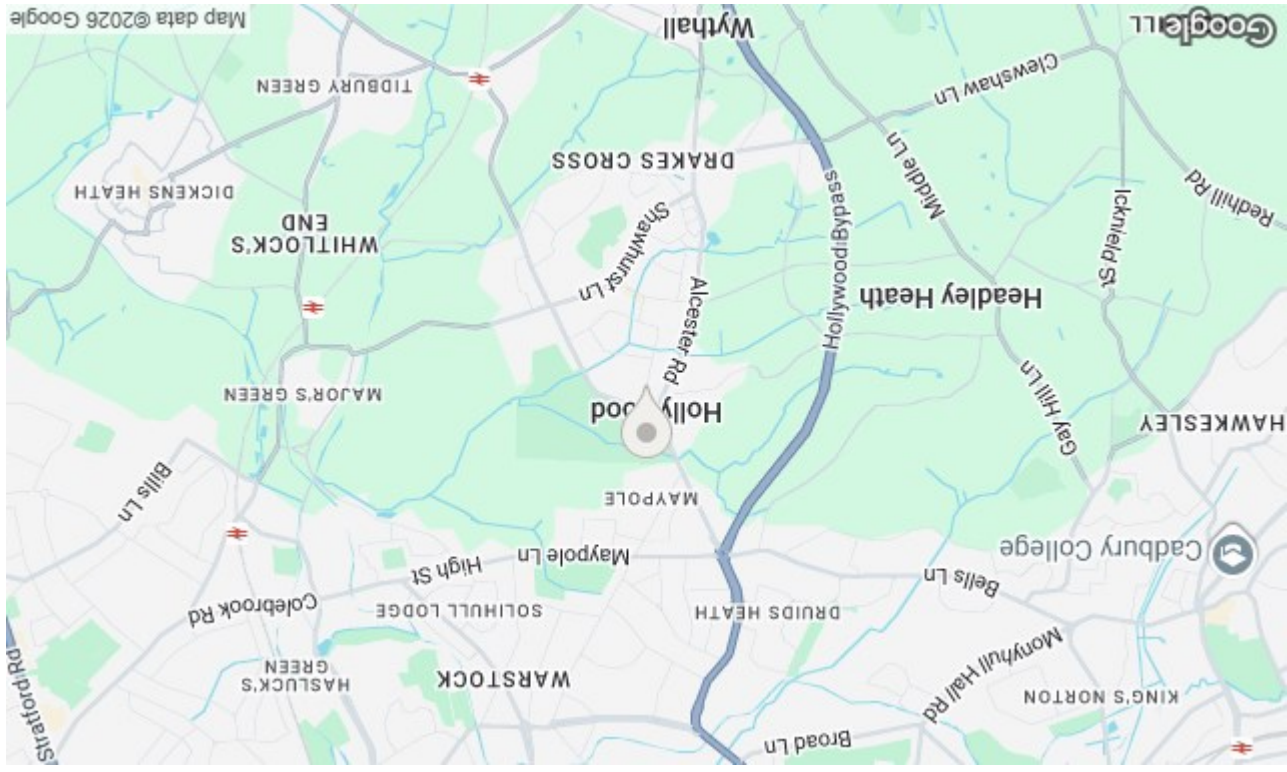 Broad Ln
KING'S NORTON
Monyhull Hall Rd
WARSTOCK
HASLUCK'S
GREEN
Stratford Rd
DRUIDS HEATH
SOLIHULL LODGE
Colebrook Rd
Bells Ln
Cadbury College
Maypole Ln
High St
MAYPOLE
Bills Ln
HAWKESLEY
Gay Hill Ln
Hollywood
MAJOR'S GREEN
Headley Heath
Alcester Rd
Hollywood Bypass
Shawhurst Ln
WHITLOCK'S
END
Icknield St
DICKENS HEATH
Redhill Rd
Middle Ln
DRAKES CROSS
TIDBURY GREEN
Clewshaw Ln
Wythall
Google
Map data ©2026 Google